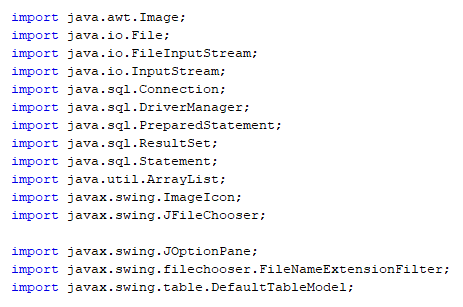 import java.awt.Image;
import java.io.File;
import java.io.FileInputStream;
import java.io.InputStream;
import java.sql.Connection;
import java.sql.DriverManager;
import java.sql.PreparedStatement;
import java.sql.ResultSet;
import java.sql.Statement;
import java.util.ArrayList;
import javax.swing.ImageIcon;
import javax.swing.JFileChooser;

import javax.swing.JOptionPane;
import javax.swing.filechooser.FileNameExtensionFilter;
import javax.swing.table.DefaultTableModel;